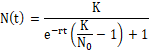 N(t) = K / (e^{-rt}(K/N₀ − 1) + 1)